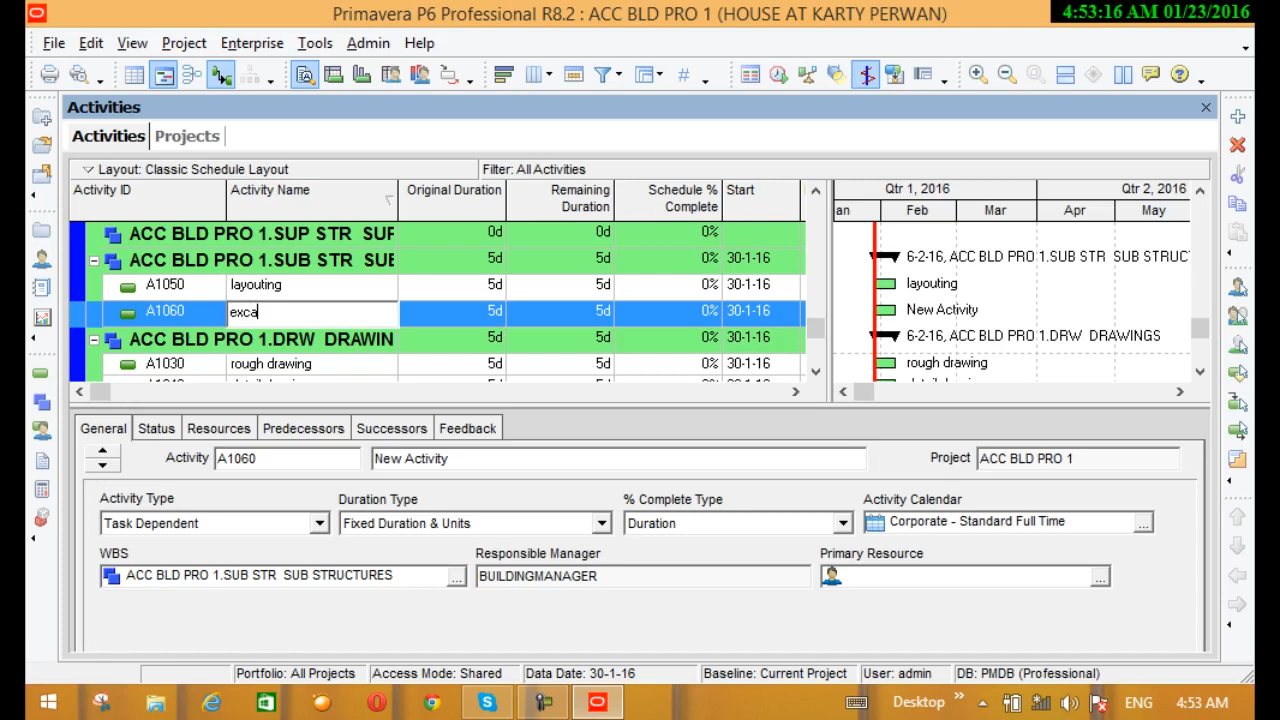 Primavera P6 Professional R8.2 : ACC BLD PRO 1 (HOUSE AT KARTY PERWAN)
4:53:16 AM 01/23/2016
File Edit View Project Enterprise Tools Admin Help
Activities
Activities Projects
Layout: Classic Schedule Layout Filter: All Activities
Activity ID Activity Name Original Duration Remaining Duration Schedule % Complete Start
Qtr 1, 2016 Qtr 2, 2016
an Feb Mar Apr May
ACC BLD PRO 1.SUP STR SUF 0d 0d 0%
ACC BLD PRO 1.SUB STR SUE 5d 5d 0% 30-1-16 6-2-16, ACC BLD PRO 1.SUB STR SUB STRUC
A1050 layouting 5d 5d 0% 30-1-16 layouting
A1060 exca 5d 5d 0% 30-1-16 New Activity
ACC BLD PRO 1.DRW DRAWIN 5d 5d 0% 30-1-16 6-2-16, ACC BLD PRO 1.DRW DRAWINGS
A1030 rough drawing 5d 5d 0% 30-1-16 rough drawing
General Status Resources Predecessors Successors Feedback
Activity A1060 New Activity Project ACC BLD PRO 1
Activity Type Duration Type % Complete Type Activity Calendar
Task Dependent Fixed Duration & Units Duration Corporate - Standard Full Time ...
WBS Responsible Manager Primary Resource
ACC BLD PRO 1.SUB STR SUB STRUCTURES ... BUILDINGMANAGER ...
Portfolio: All Projects Access Mode: Shared Data Date: 30-1-16 Baseline: Current Project User: admin DB: PMDB (Professional)
Desktop ENG 4:53 AM